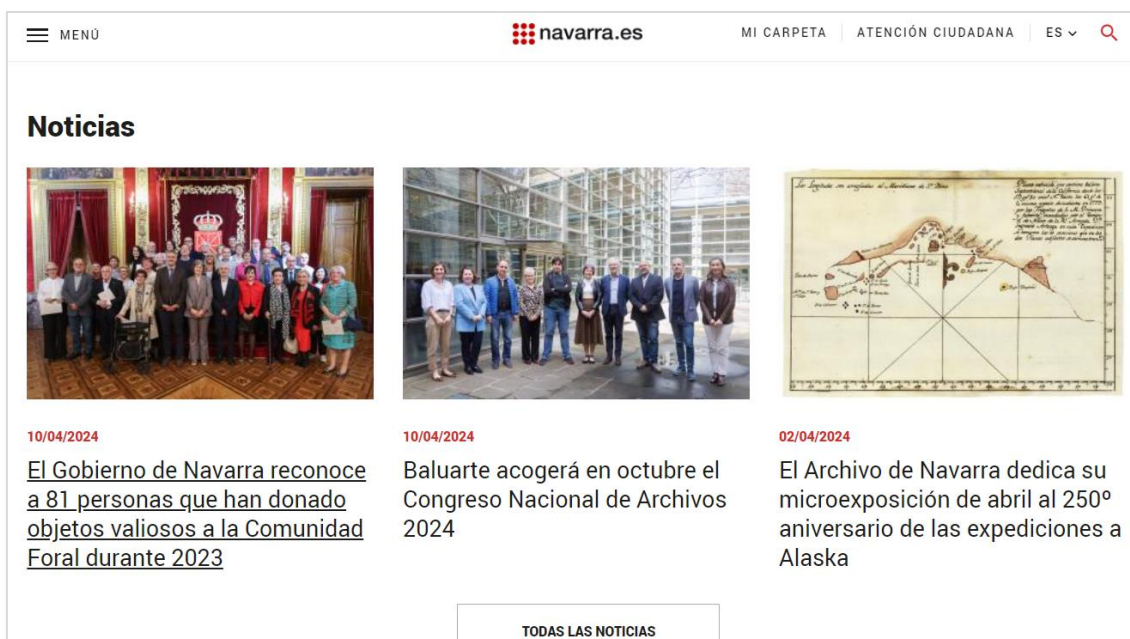 MENÚ
navarra.es
MI CARPETA
ATENCIÓN CIUDADANA
ES
Noticias
10/04/2024
El Gobierno de Navarra reconoce
a 81 personas que han donado
objetos valiosos a la Comunidad
Foral durante 2023
10/04/2024
Baluarte acogerá en octubre el
Congreso Nacional de Archivos
2024
02/04/2024
El Archivo de Navarra dedica su
microexposición de abril al 250º
aniversario de las expediciones a
Alaska
TODAS LAS NOTICIAS